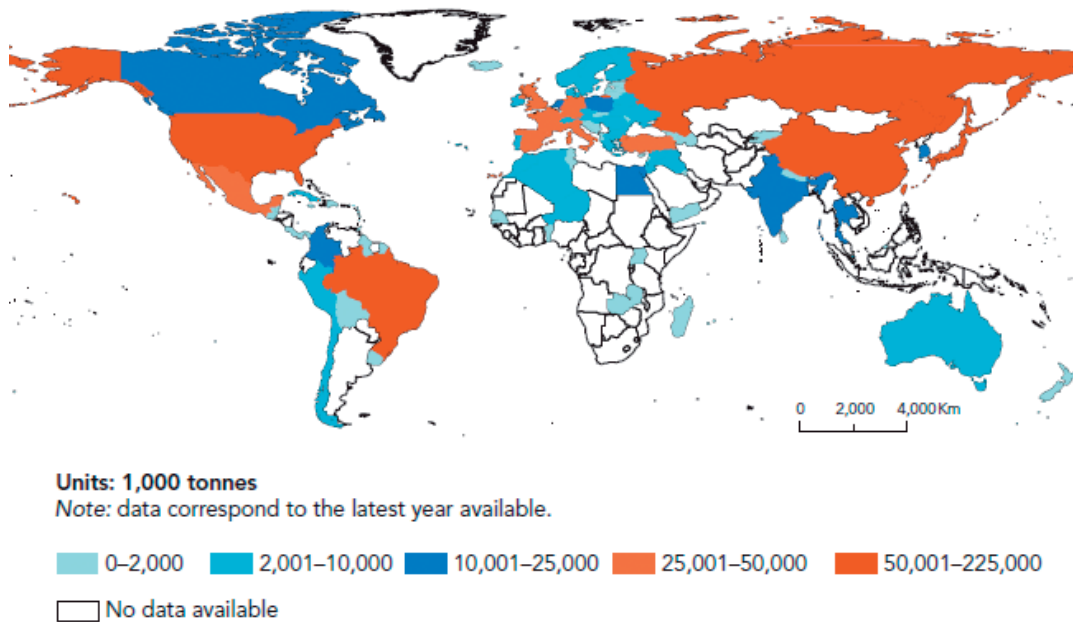 0 2,000 4,000Km
Units: 1,000 tonnes
Note: data correspond to the latest year available.
0–2,000 2,001–10,000 10,001–25,000 25,001–50,000 50,001–225,000
No data available